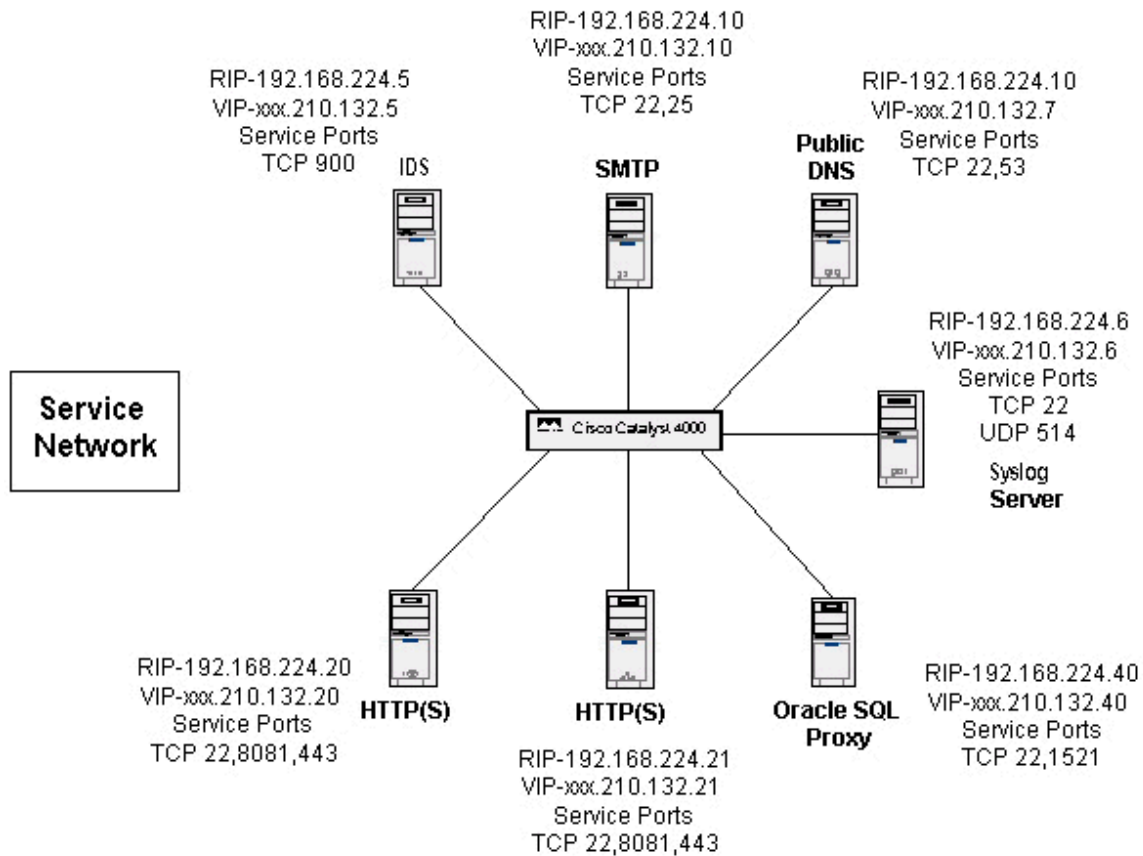 RIP-192.168.224.10
VIP-xxx.210.132.10
Service Ports
TCP 22,25
RIP-192.168.224.5
VIP-xxx.210.132.5
Service Ports
TCP 900
IDS
SMTP
RIP-192.168.224.10
VIP-xxx.210.132.7
Service Ports
TCP 22,53
Public
DNS
RIP-192.168.224.6
VIP-xxx.210.132.6
Service Ports
TCP 22
UDP 514
Syslog
Server
Service
Network
Cisco Catalyst 4000
RIP-192.168.224.20
VIP-xxx.210.132.20
Service Ports
TCP 22,8081,443
HTTP(S)
HTTP(S)
RIP-192.168.224.21
VIP-xxx.210.132.21
Service Ports
TCP 22,8081,443
Oracle SQL
Proxy
RIP-192.168.224.40
VIP-xxx.210.132.40
Service Ports
TCP 22,1521